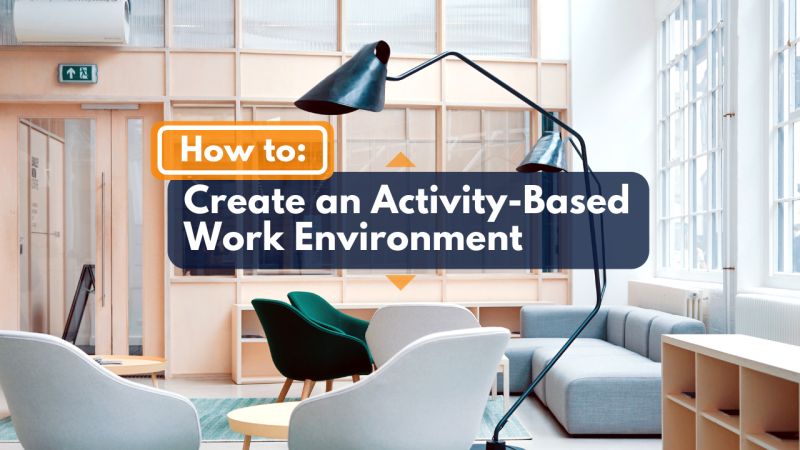 How to:
Create an Activity-Based
Work Environment